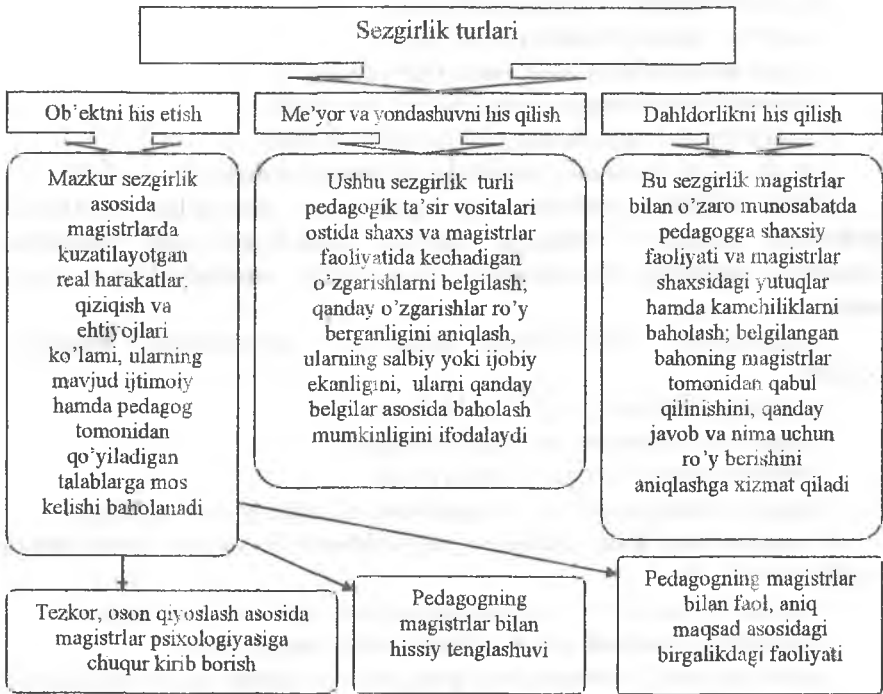 Sezgirlik turlari
Ob'ektni his etish
Me'yor va yondashuvni his qilish
Dahldorlikni his qilish
Mazkur sezgirlik
asosida
magistrlarda
kuzatilayotgan
real harakatlar,
qiziqish va
ehtiyojlari
ko'lami, ularning
mavjud ijtimoiy
hamda pedagog
tomonidan
qo'yiladigan
talablarga mos
kelishi baholanadi
Ushbu sezgirlik turli
pedagogik ta'sir vositalari
ostida shaxs va magistrlar
faoliyatida kechadigan
o'zgarishlarni belgilash;
qanday o'zgarishlar ro'y
berganligini aniqlash,
ularning salbiy yoki ijobiy
ekanligini, ularni qanday
belgilar asosida baholash
mumkinligini ifodalaydi
Bu sezgirlik magistrlar
bilan o'zaro munosabatda
pedagogga shaxsiy
faoliyati va magistrlar
shaxsidagi yutuqlar
hamda kamchiliklarni
baholash; belgilangan
bahoning magistrlar
tomonidan qabul
qilinishini, qanday
javob va nima uchun
ro'y berishini
aniqlashga xizmat qiladi
Tezkor, oson qiyoslash asosida
magistrlar psixologiyasiga
chuqur kirib borish
Pedagogning
magistrlar bilan
hissiy tenglashuvi
Pedagogning magistrlar
bilan faol, aniq
maqsad asosidagi
birgalikdagi faoliyati